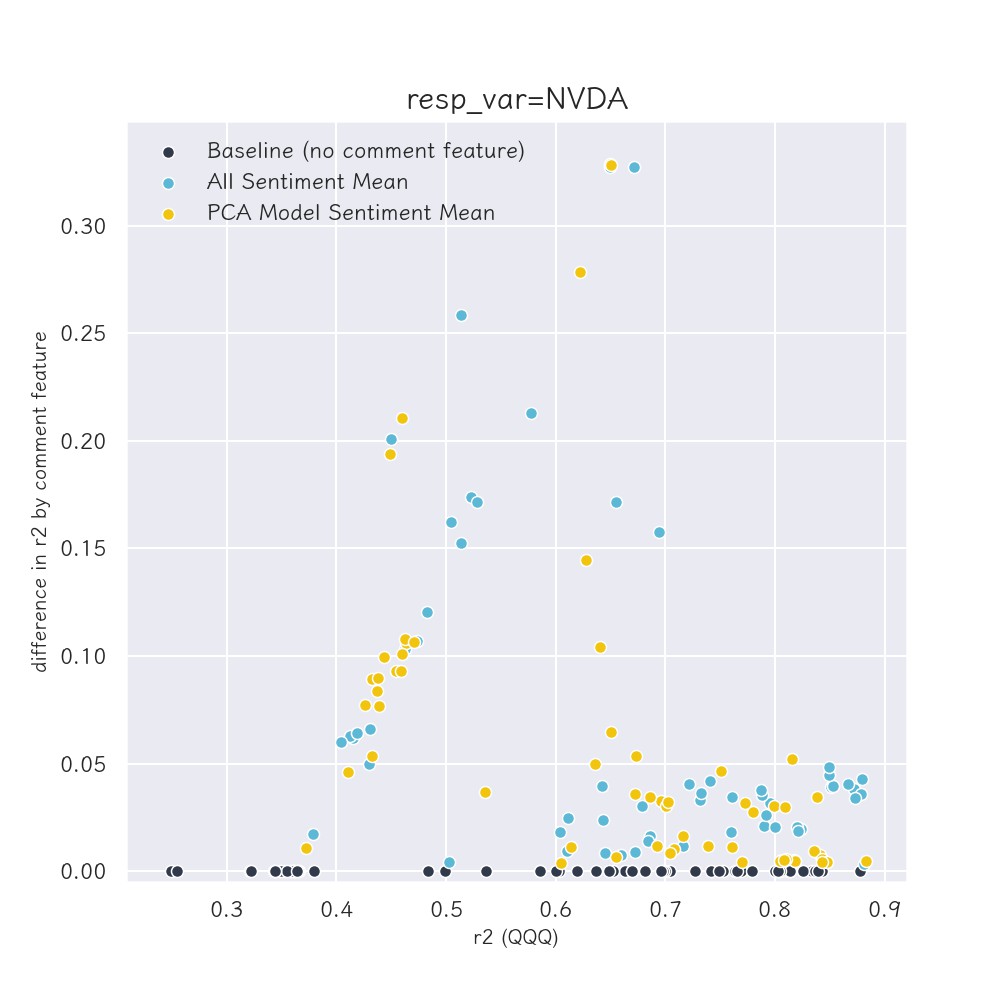 resp_var=NVDA
Baseline (no comment feature)
All Sentiment Mean
PCA Model Sentiment Mean
0.30
0.25
0.20
0.15
0.10
0.05
0.00
difference in r2 by comment feature
0.3 0.4 0.5 0.6 0.7 0.8 0.9
r2 (QQQ)